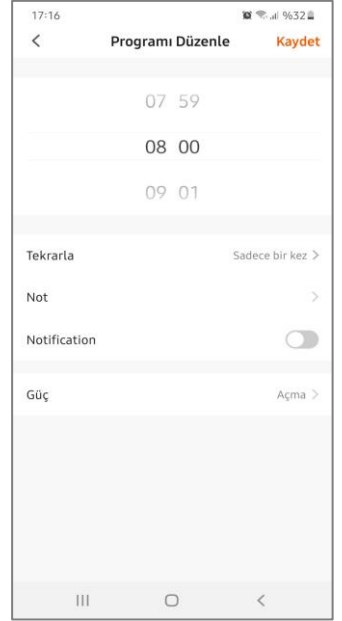 17:16 %32
Programı Düzenle Kaydet
07 59
08 00
09 01
Tekrarla Sadece bir kez
Not
Notification
Güç Açma